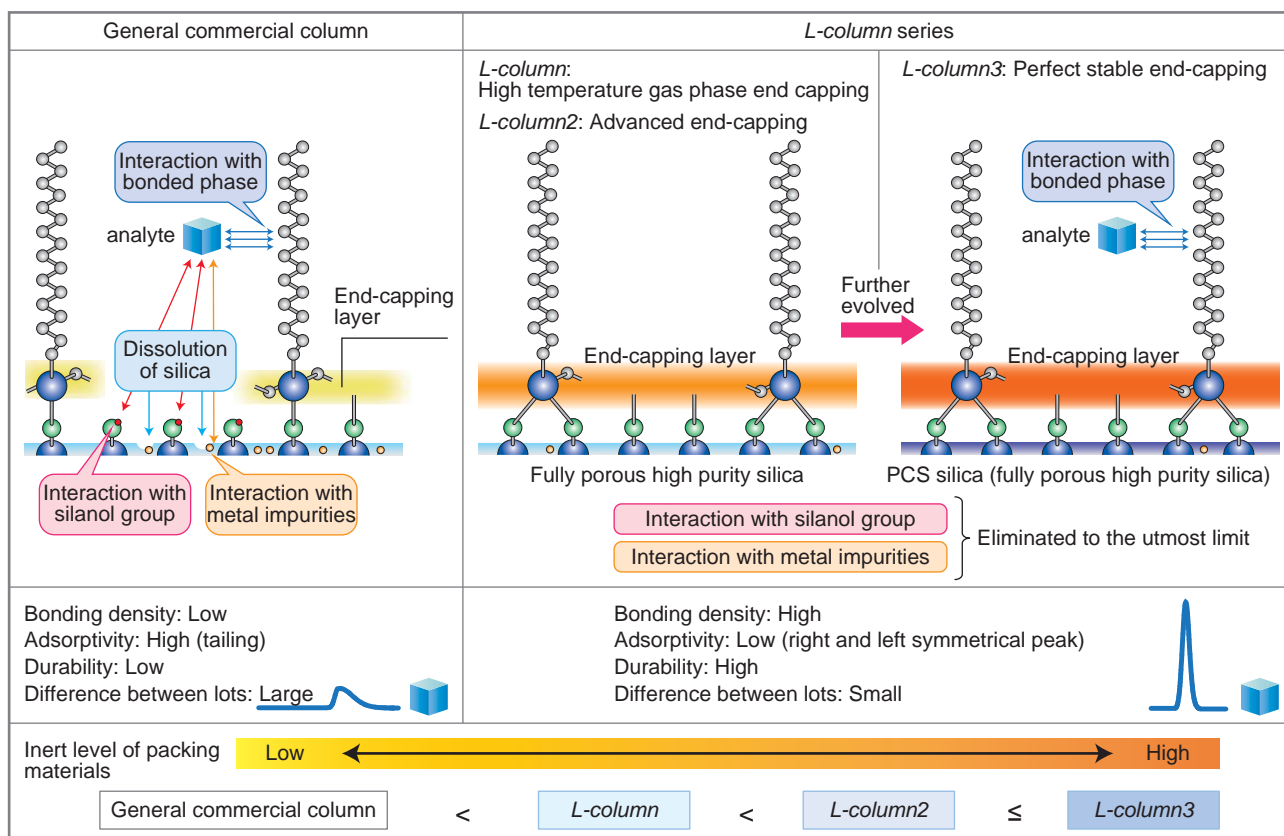 General commercial column
L-column series
Interaction with
bonded phase
analyte
End-capping
layer
Dissolution
of silica
Interaction with
silanol group
Interaction with
metal impurities
L-column:
High temperature gas phase end capping
L-column2: Advanced end-capping
End-capping layer
Fully porous high purity silica
Further
evolved
L-column3: Perfect stable end-capping
Interaction with
bonded phase
analyte
End-capping layer
PCS silica (fully porous high purity silica)
Interaction with silanol group
Interaction with metal impurities
Eliminated to the utmost limit
Bonding density: Low
Adsorptivity: High (tailing)
Durability: Low
Difference between lots: Large
Bonding density: High
Adsorptivity: Low (right and left symmetrical peak)
Durability: High
Difference between lots: Small
Inert level of packing
materials
Low
High
General commercial column < L-column < L-column2 ≤ L-column3